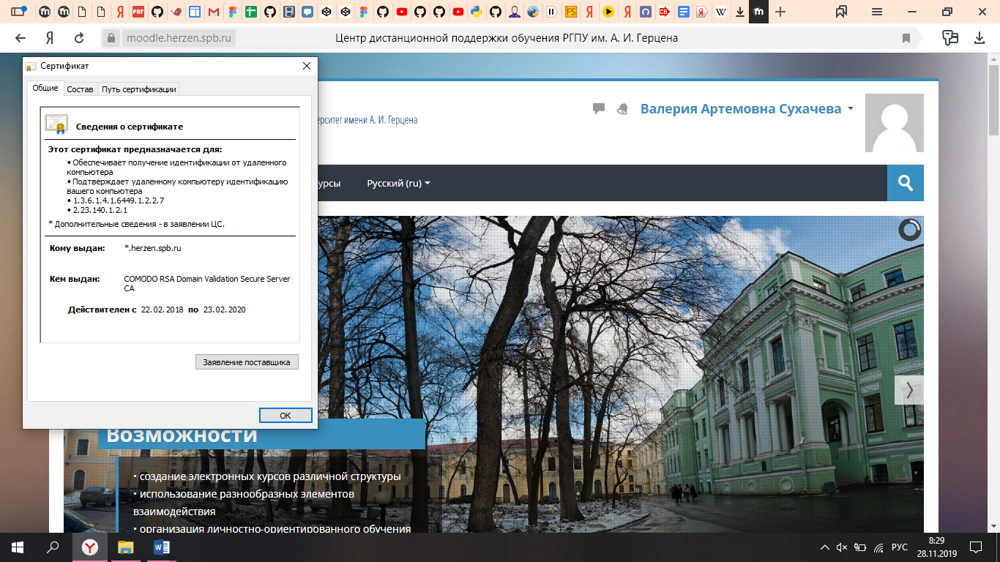 moodle.herzen.spb.ru
Центр дистанционной поддержки обучения РГПУ им. А. И. Герцена
Сертификат
Общие
Состав
Путь сертификации
Сведения о сертификате
Этот сертификат предназначается для:
• Обеспечивает получение идентификации от удаленного
компьютера
• Подтверждает удаленному компьютеру идентификацию
вашего компьютера
• 1.3.6.1.4.1.6449.1.2.2.7
• 2.23.140.1.2.1
* Дополнительные сведения - в заявлении ЦС.
Кому выдан: *.herzen.spb.ru
Кем выдан: COMODO RSA Domain Validation Secure Server
CA
Действителен с 22.02.2018 по 23.02.2020
Заявление поставщика
ОК
имени А. И. Герцена
Валерия Артемовна Сухачева
Русский (ru)
Возможности
• создание электронных курсов различной структуры
• использование разнообразных элементов
взаимодействия
• организация личностно-ориентированного обучения
РУС
8:29
28.11.2019